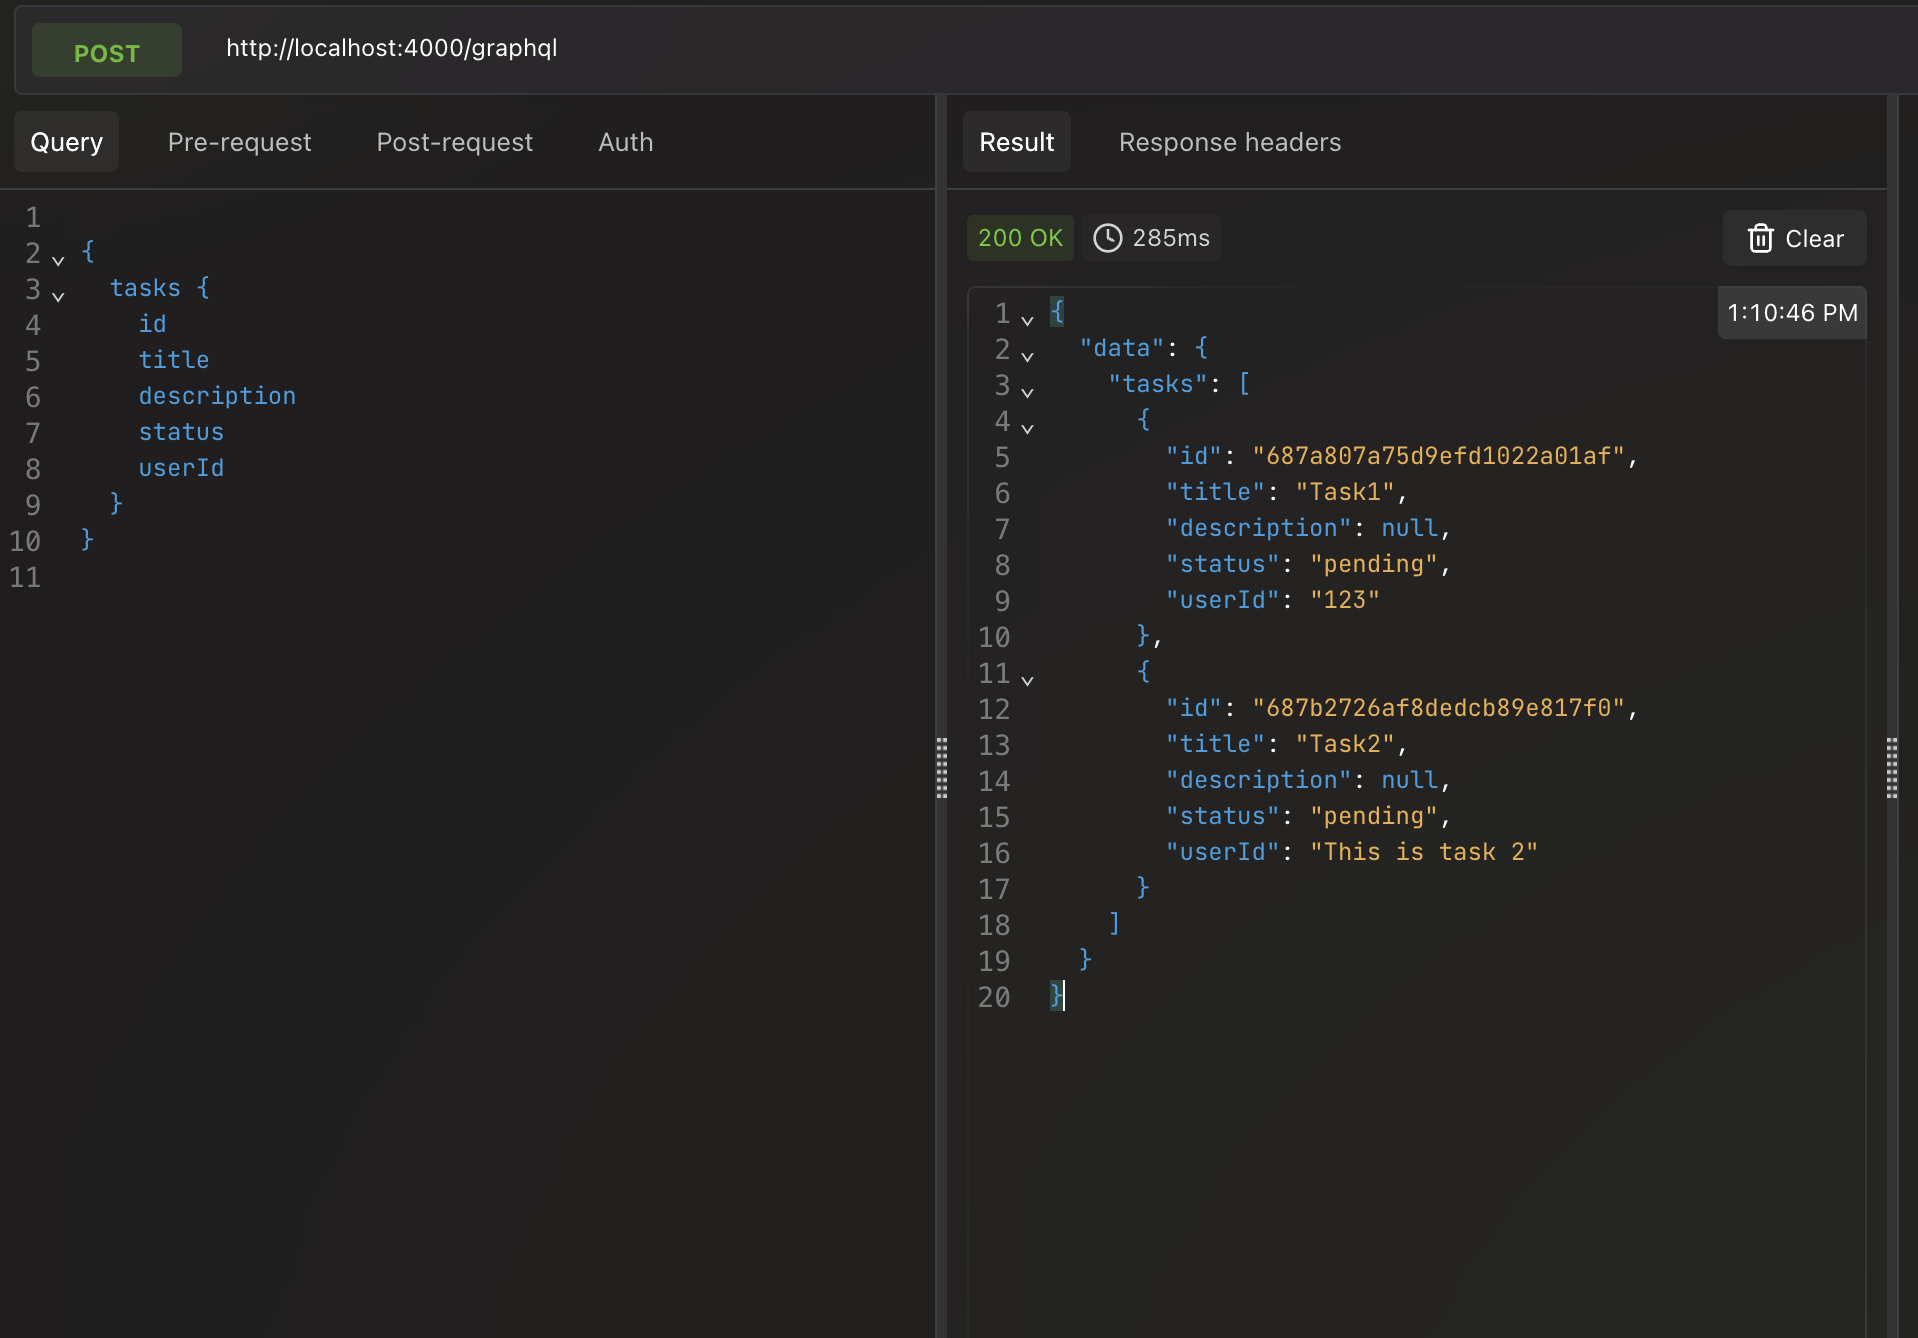 POST http://localhost:4000/graphql
Query Pre-request Post-request Auth
1
2 {
3 tasks {
4 id
5 title
6 description
7 status
8 userId
9 }
10 }
11
Result Response headers
200 OK 285ms Clear
1:10:46 PM
1 {
2 "data": {
3 "tasks": [
4 {
5 "id": "687a807a75d9efd1022a01af",
6 "title": "Task1",
7 "description": null,
8 "status": "pending",
9 "userId": "123"
10 },
11 {
12 "id": "687b2726af8dedcb89e817f0",
13 "title": "Task2",
14 "description": null,
15 "status": "pending",
16 "userId": "This is task 2"
17 }
18 ]
19 }
20 }